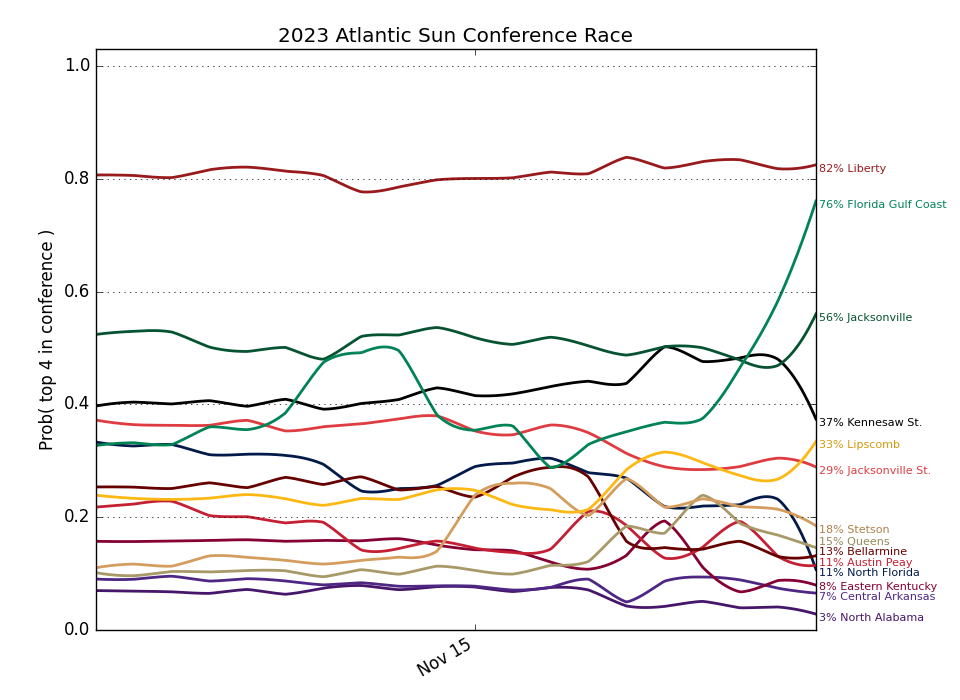 2023 Atlantic Sun Conference Race
1.0
0.8
0.6
0.4
0.2
0.0
Prob( top 4 in conference )
Nov 15
82% Liberty
76% Florida Gulf Coast
56% Jacksonville
37% Kennesaw St.
33% Lipscomb
29% Jacksonville St.
18% Stetson
15% Queens
13% Bellarmine
11% Austin Peay
11% North Florida
8% Eastern Kentucky
7% Central Arkansas
3% North Alabama